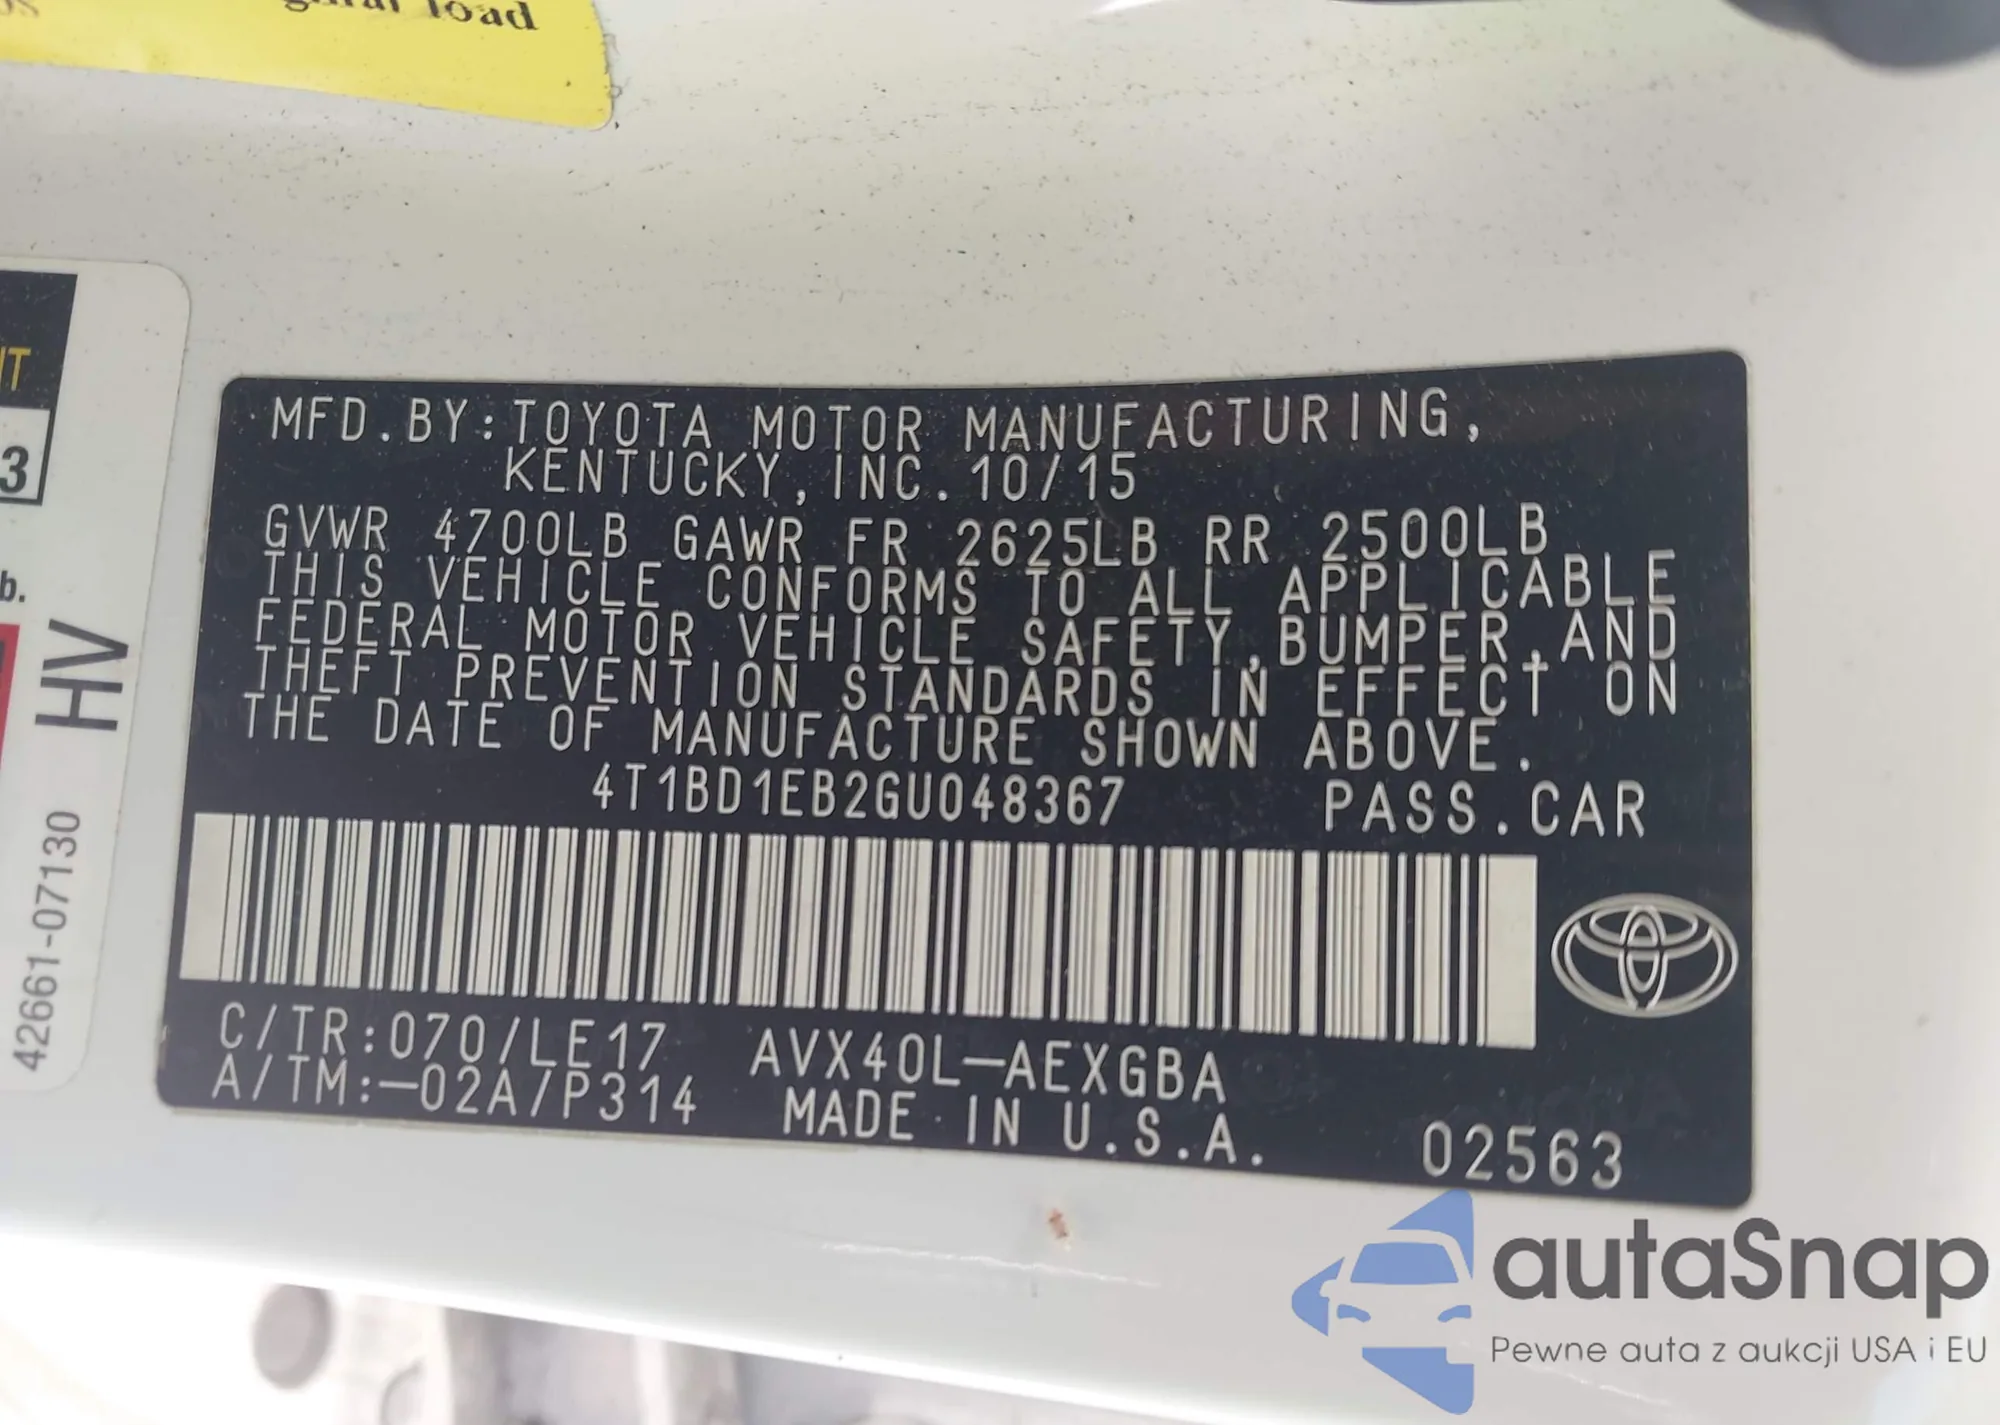 load
IT
3
b.
HV
42661-07130
MFD.BY:TOYOTA MOTOR MANUFACTURING,
KENTUCKY, INC. 10/15
GVWR 4700LB GAWR FR 2625LB RR 2500LB
THIS VEHICLE CONFORMS TO ALL APPLICABLE
FEDERAL MOTOR VEHICLE SAFETY, BUMPER, AND
THEFT PREVENTION STANDARDS IN EFFECT ON
THE DATE OF MANUFACTURE SHOWN ABOVE.
4T1BD1EB2GU048367 PASS.CAR
C/TR:070/LE17 AVX40L-AEXGBA
A/TM:-02A/P314 MADE IN U.S.A. 02563
autaSnap
Pewne auta z aukcji USA i EU